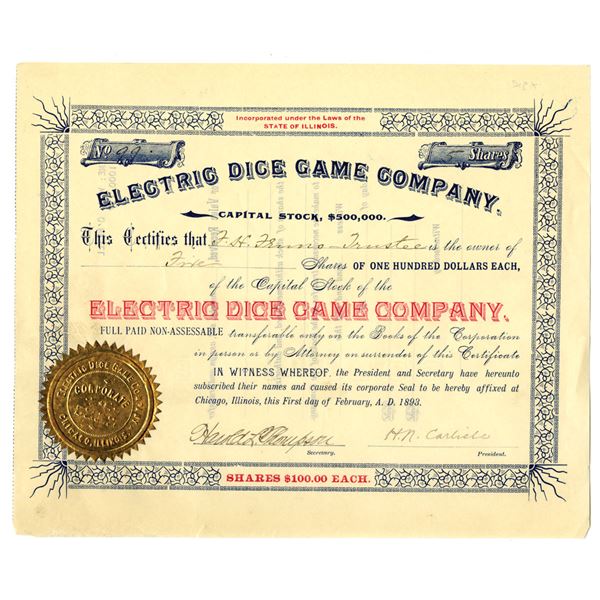 Incorporated under the Laws of the
STATE OF ILLINOIS.
No
Shares
ELECTRIC DICE GAME COMPANY.
CAPITAL STOCK, $500,000.
This Certifies that F. H. Trustee is the owner of
Five Shares OF ONE HUNDRED DOLLARS EACH,
of the Capital Stock of the
ELECTRIC DICE GAME COMPANY.
FULL PAID NON-ASSESSABLE transferable only on the Books of the Corporation
in person or by Attorney on surrender of this Certificate
IN WITNESS WHEREOF, the President and Secretary have hereunto
subscribed their names and caused its corporate Seal to be hereby affixed at
Chicago, Illinois, this First day of February, A. D. 1893.
ELECTRIC DICE GAME CO.
CORPORATE
CHICAGO, ILLINOIS
Harold L. Thompson H. N. Carlisle
Secretary. President.
SHARES $100.00 EACH.